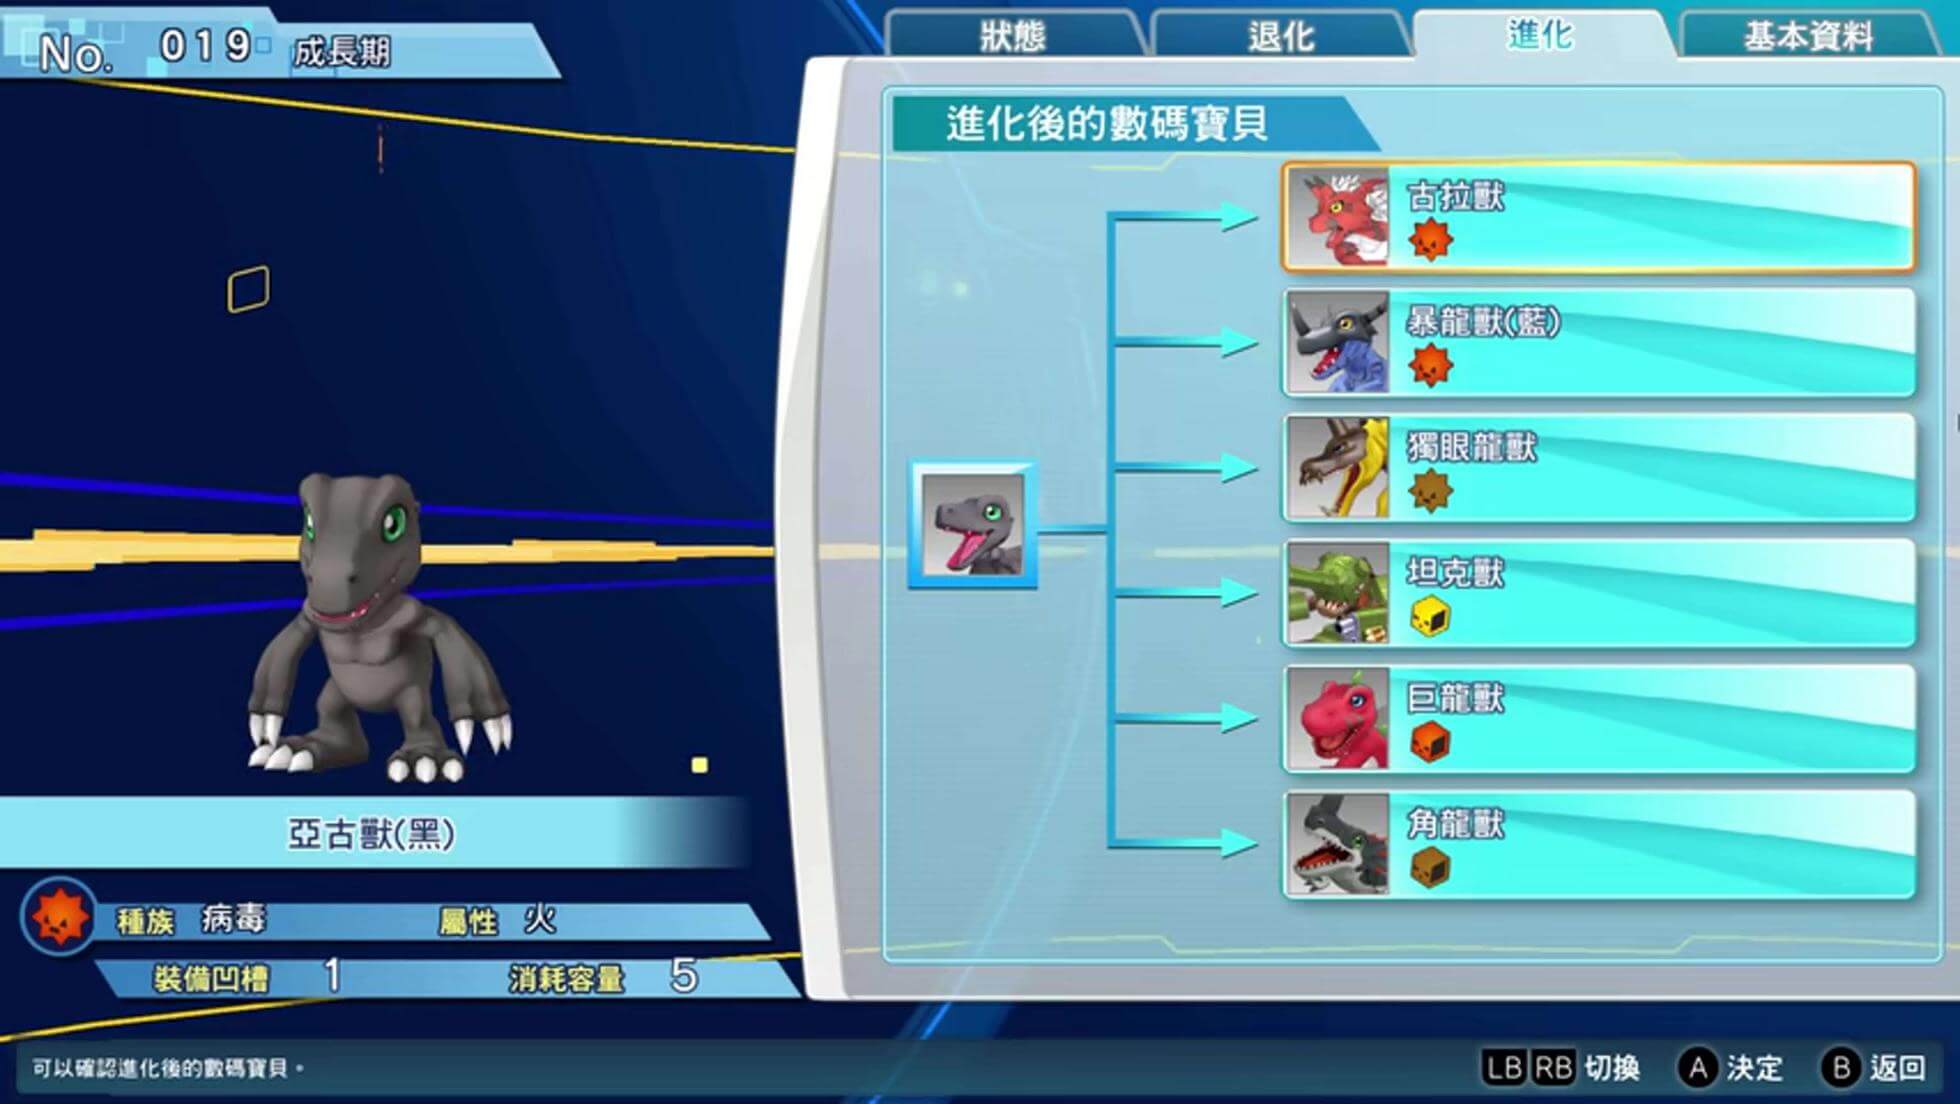 No. 019 成長期
狀態 退化 進化 基本資料
進化後的數碼寶貝
古拉獸
暴龍獸(藍)
獨眼龍獸
坦克獸
巨龍獸
角龍獸
亞古獸(黑)
種族 病毒 屬性 火
裝備凹槽 1 消耗容量 5
可以確認進化後的數碼寶貝。
LB RB 切換 A 決定 B 返回